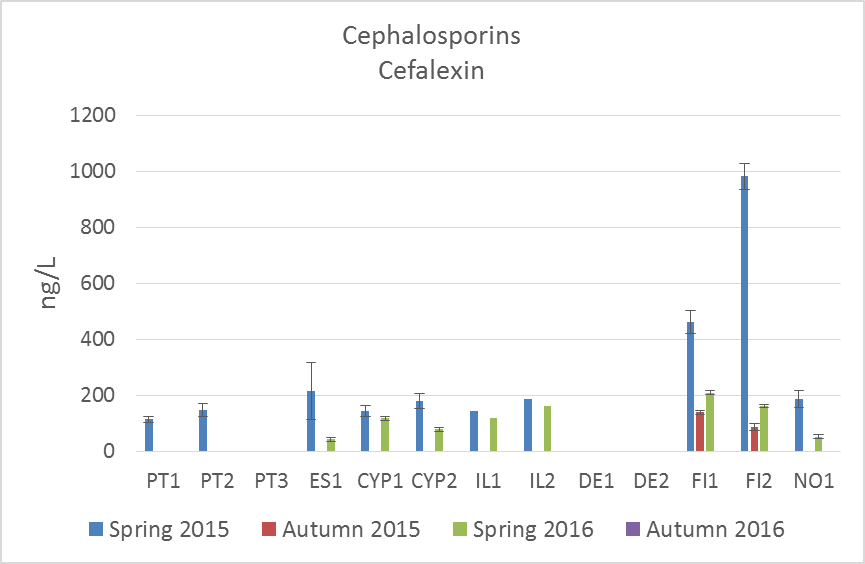 Cephalosporins
Cefalexin
1200
1000
800
600
400
200
0
ng/L
PT1 PT2 PT3 ES1 CYP1 CYP2 IL1 IL2 DE1 DE2 FI1 FI2 NO1
Spring 2015 Autumn 2015 Spring 2016 Autumn 2016